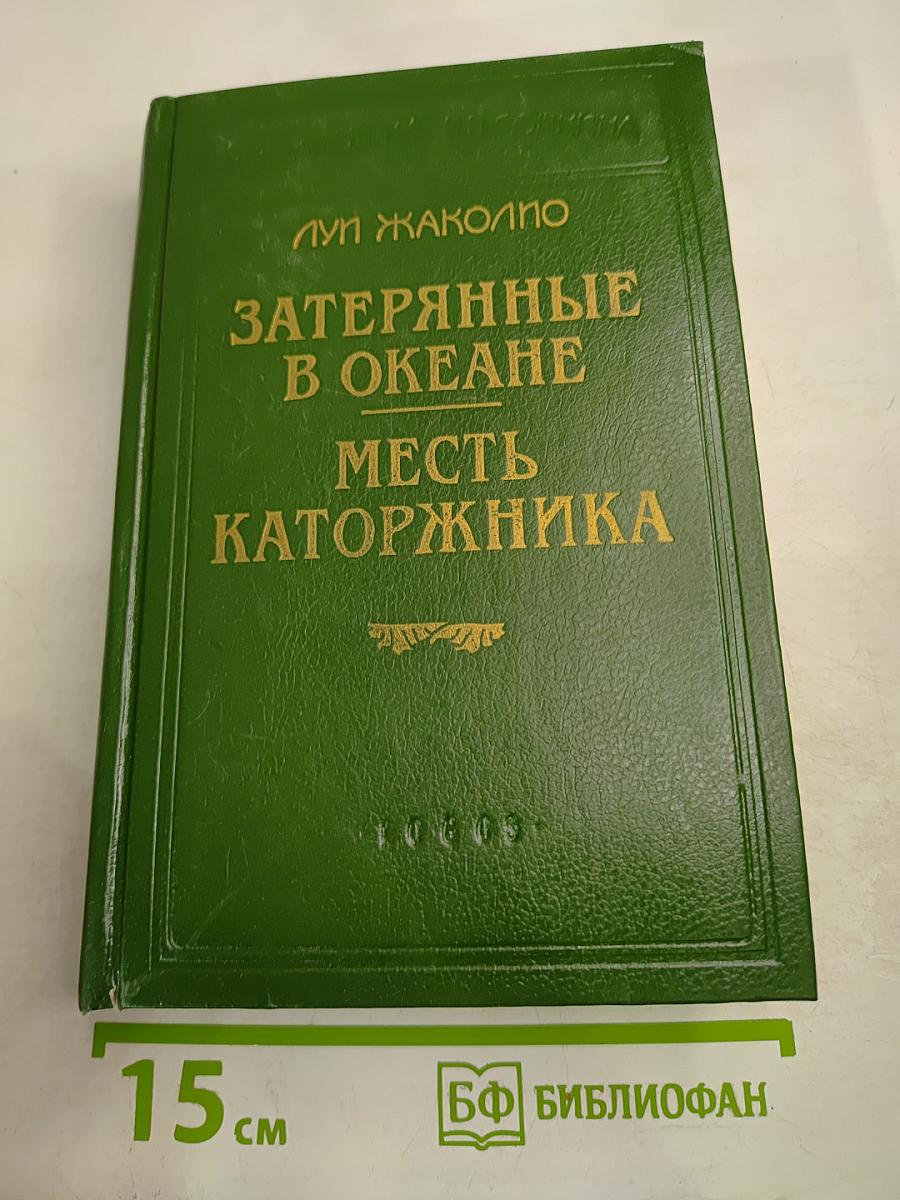 ЛУИ ЖАКОЛИО
ЗАТЕРЯННЫЕ
В ОКЕАНЕ
МЕСТЬ
КАТОРЖНИКА
15 см
БФ БИБЛИОФАН